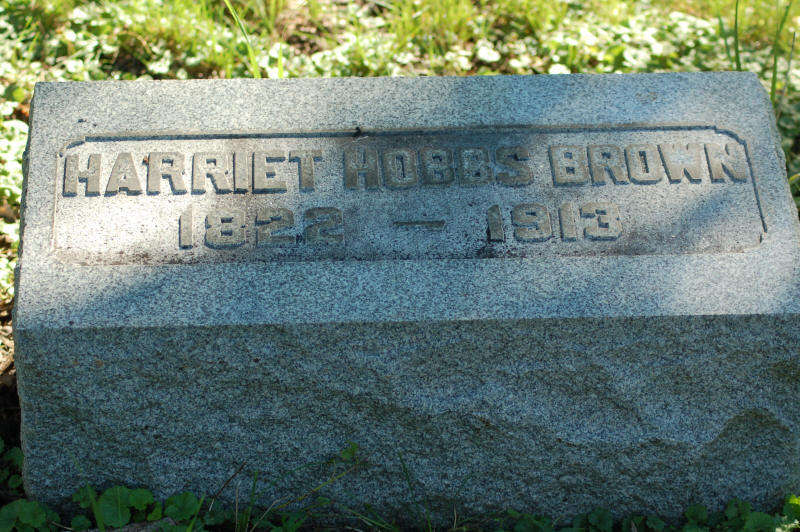 HARRIET HOBBS BROWN
1822 – 1913